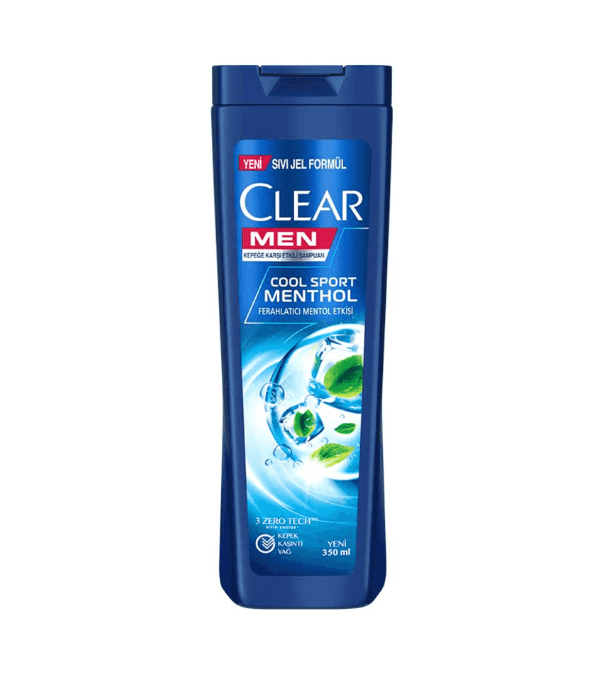 YENİ SIVI JEL FORMÜL
CLEAR
MEN
KEPEĞE KARŞI ETKİLİ ŞAMPUAN
COOL SPORT
MENTHOL
FERAHLATICI MENTOL ETKİSİ
3 ZERO TECH™
KEPEK
KAŞINTI
YAĞ
YENİ
350 ml